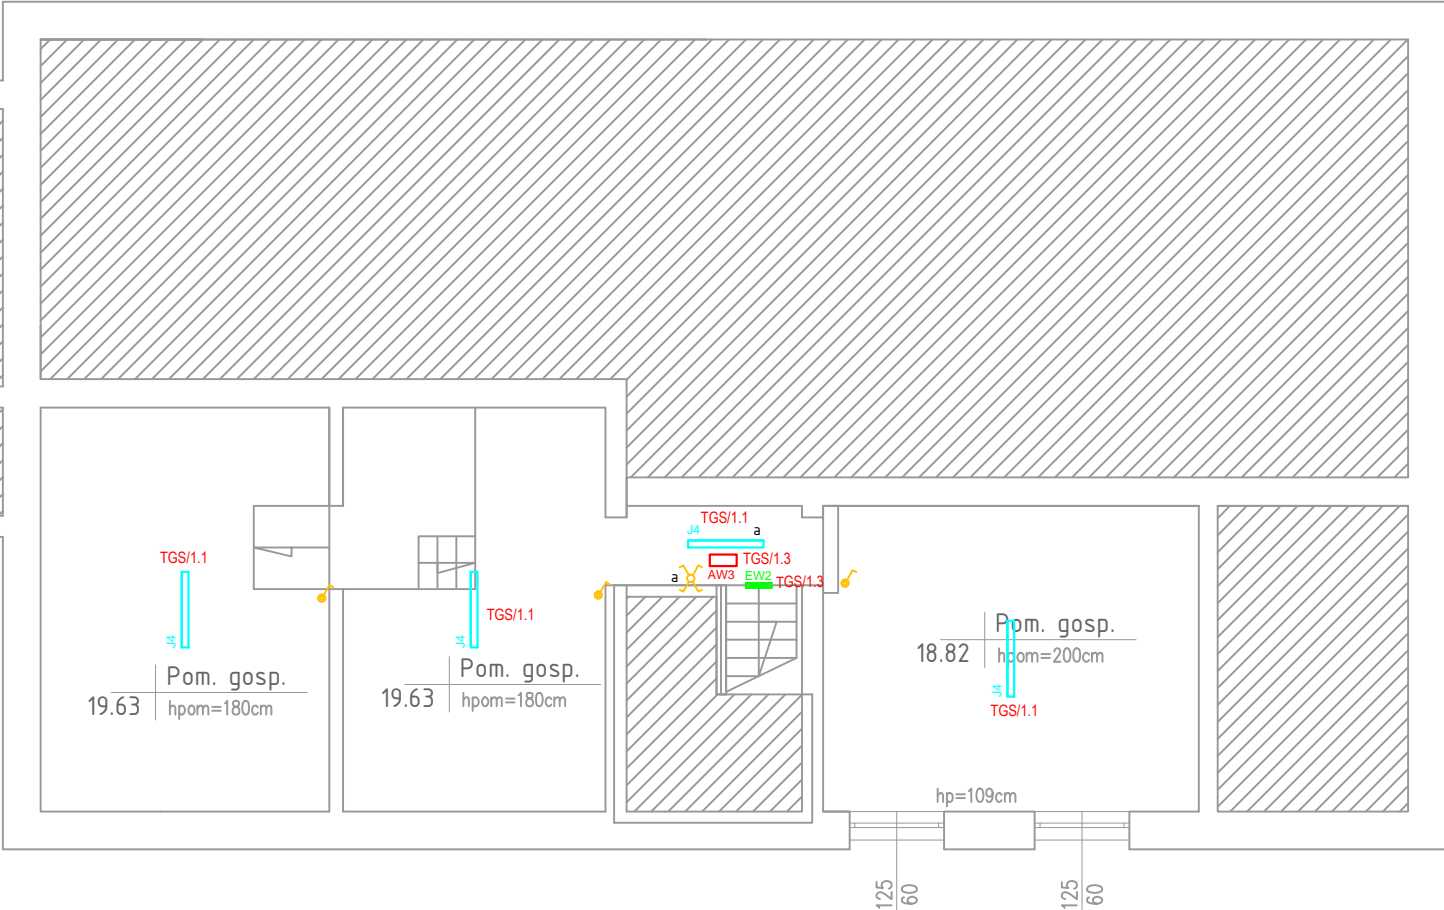 TGS/1.1
J4
a
TGS/1.1
TGS/1.3
AW3
EW2
TGS/1.3
a
J4
TGS/1.1
J4
Pom. gosp.
19.63
hpom=180cm
Pom. gosp.
19.63
hpom=180cm
Pom. gosp.
18.82
hpom=200cm
J4
TGS/1.1
hp=109cm
125
60
125
60